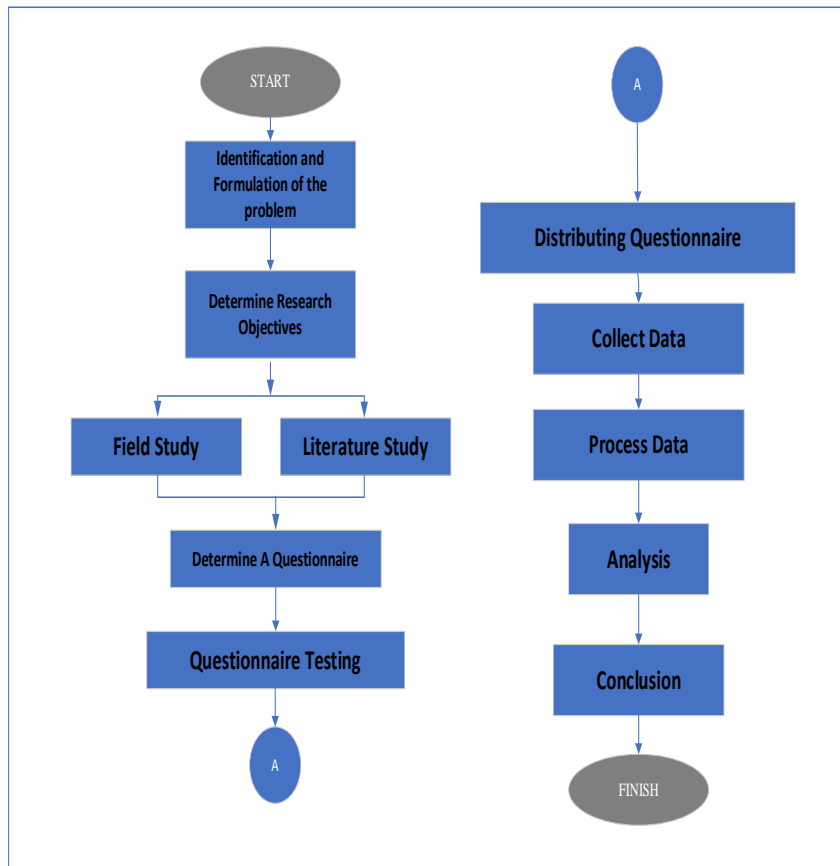 START
Identification and
Formulation of the
problem
Determine Research
Objectives
Field Study
Literature Study
Determine A Questionnaire
Questionnaire Testing
A
A
Distributing Questionnaire
Collect Data
Process Data
Analysis
Conclusion
FINISH